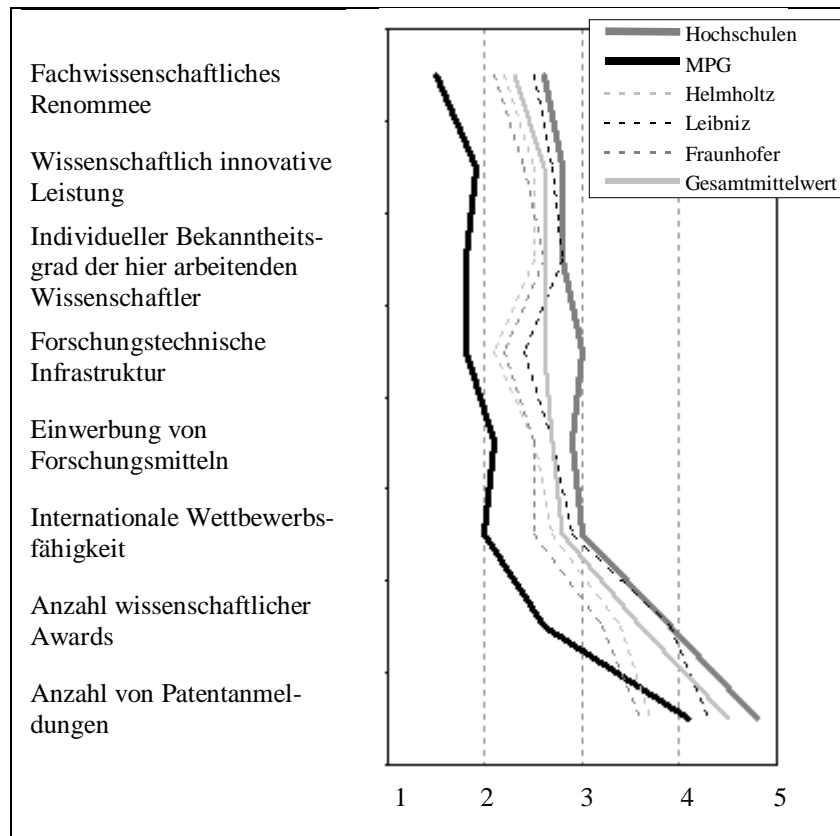 Fachwissenschaftliches
Renommee
Wissenschaftlich innovative
Leistung
Individueller Bekanntheits-
grad der hier arbeitenden
Wissenschaftler
Forschungstechnische
Infrastruktur
Einwerbung von
Forschungsmitteln
Internationale Wettbewerbs-
fähigkeit
Anzahl wissenschaftlicher
Awards
Anzahl von Patentanmel-
dungen
Hochschulen
MPG
Helmholtz
Leibniz
Fraunhofer
Gesamtmittelwert
1 2 3 4 5